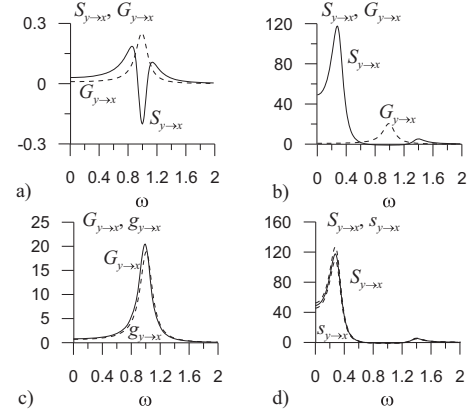 S_{y→x}, G_{y→x}
0.3
0
-0.3
G_{y→x}
S_{y→x}
0 0.4 0.8 1.2 1.6 2
a)
ω
S_{y→x}, G_{y→x}
120
80
40
0
S_{y→x}
G_{y→x}
0 0.4 0.8 1.2 1.6 2
b)
ω
G_{y→x}, g_{y→x}
25
20
15
10
5
0
G_{y→x}
g_{y→x}
0 0.4 0.8 1.2 1.6 2
c)
ω
S_{y→x}, s_{y→x}
160
120
80
40
0
S_{y→x}
s_{y→x}
0 0.4 0.8 1.2 1.6 2
d)
ω